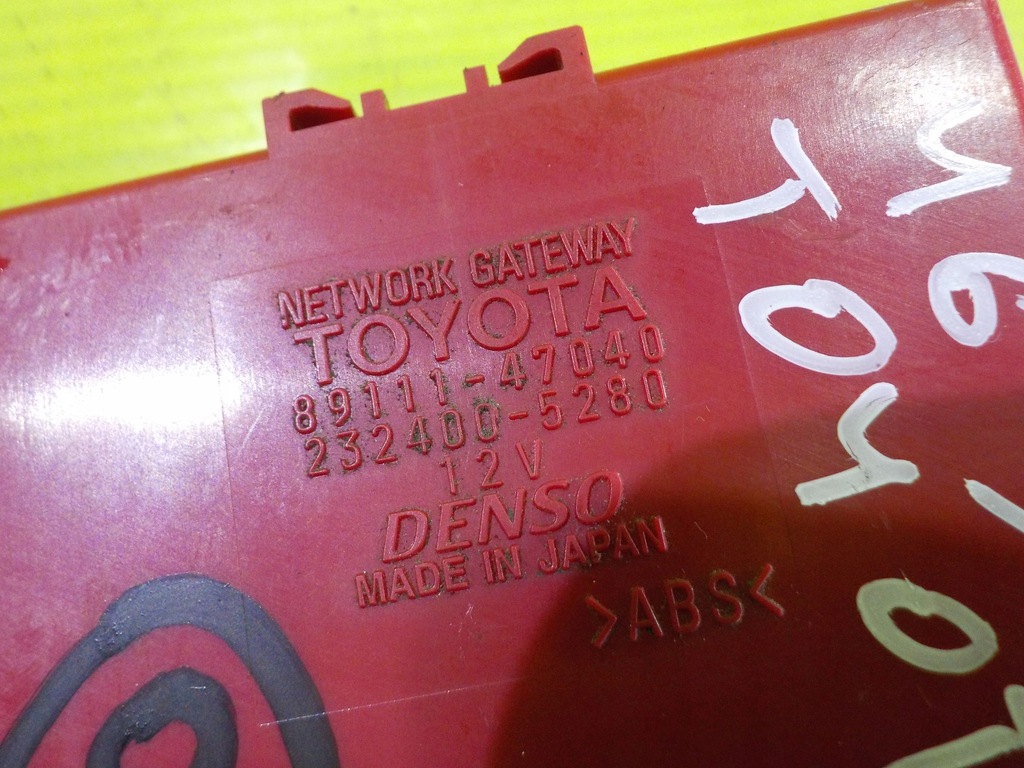 NETWORK GATEWAY
TOYOTA
89111-47040
232400-5280
12V
DENSO
MADE IN JAPAN
>ABS<